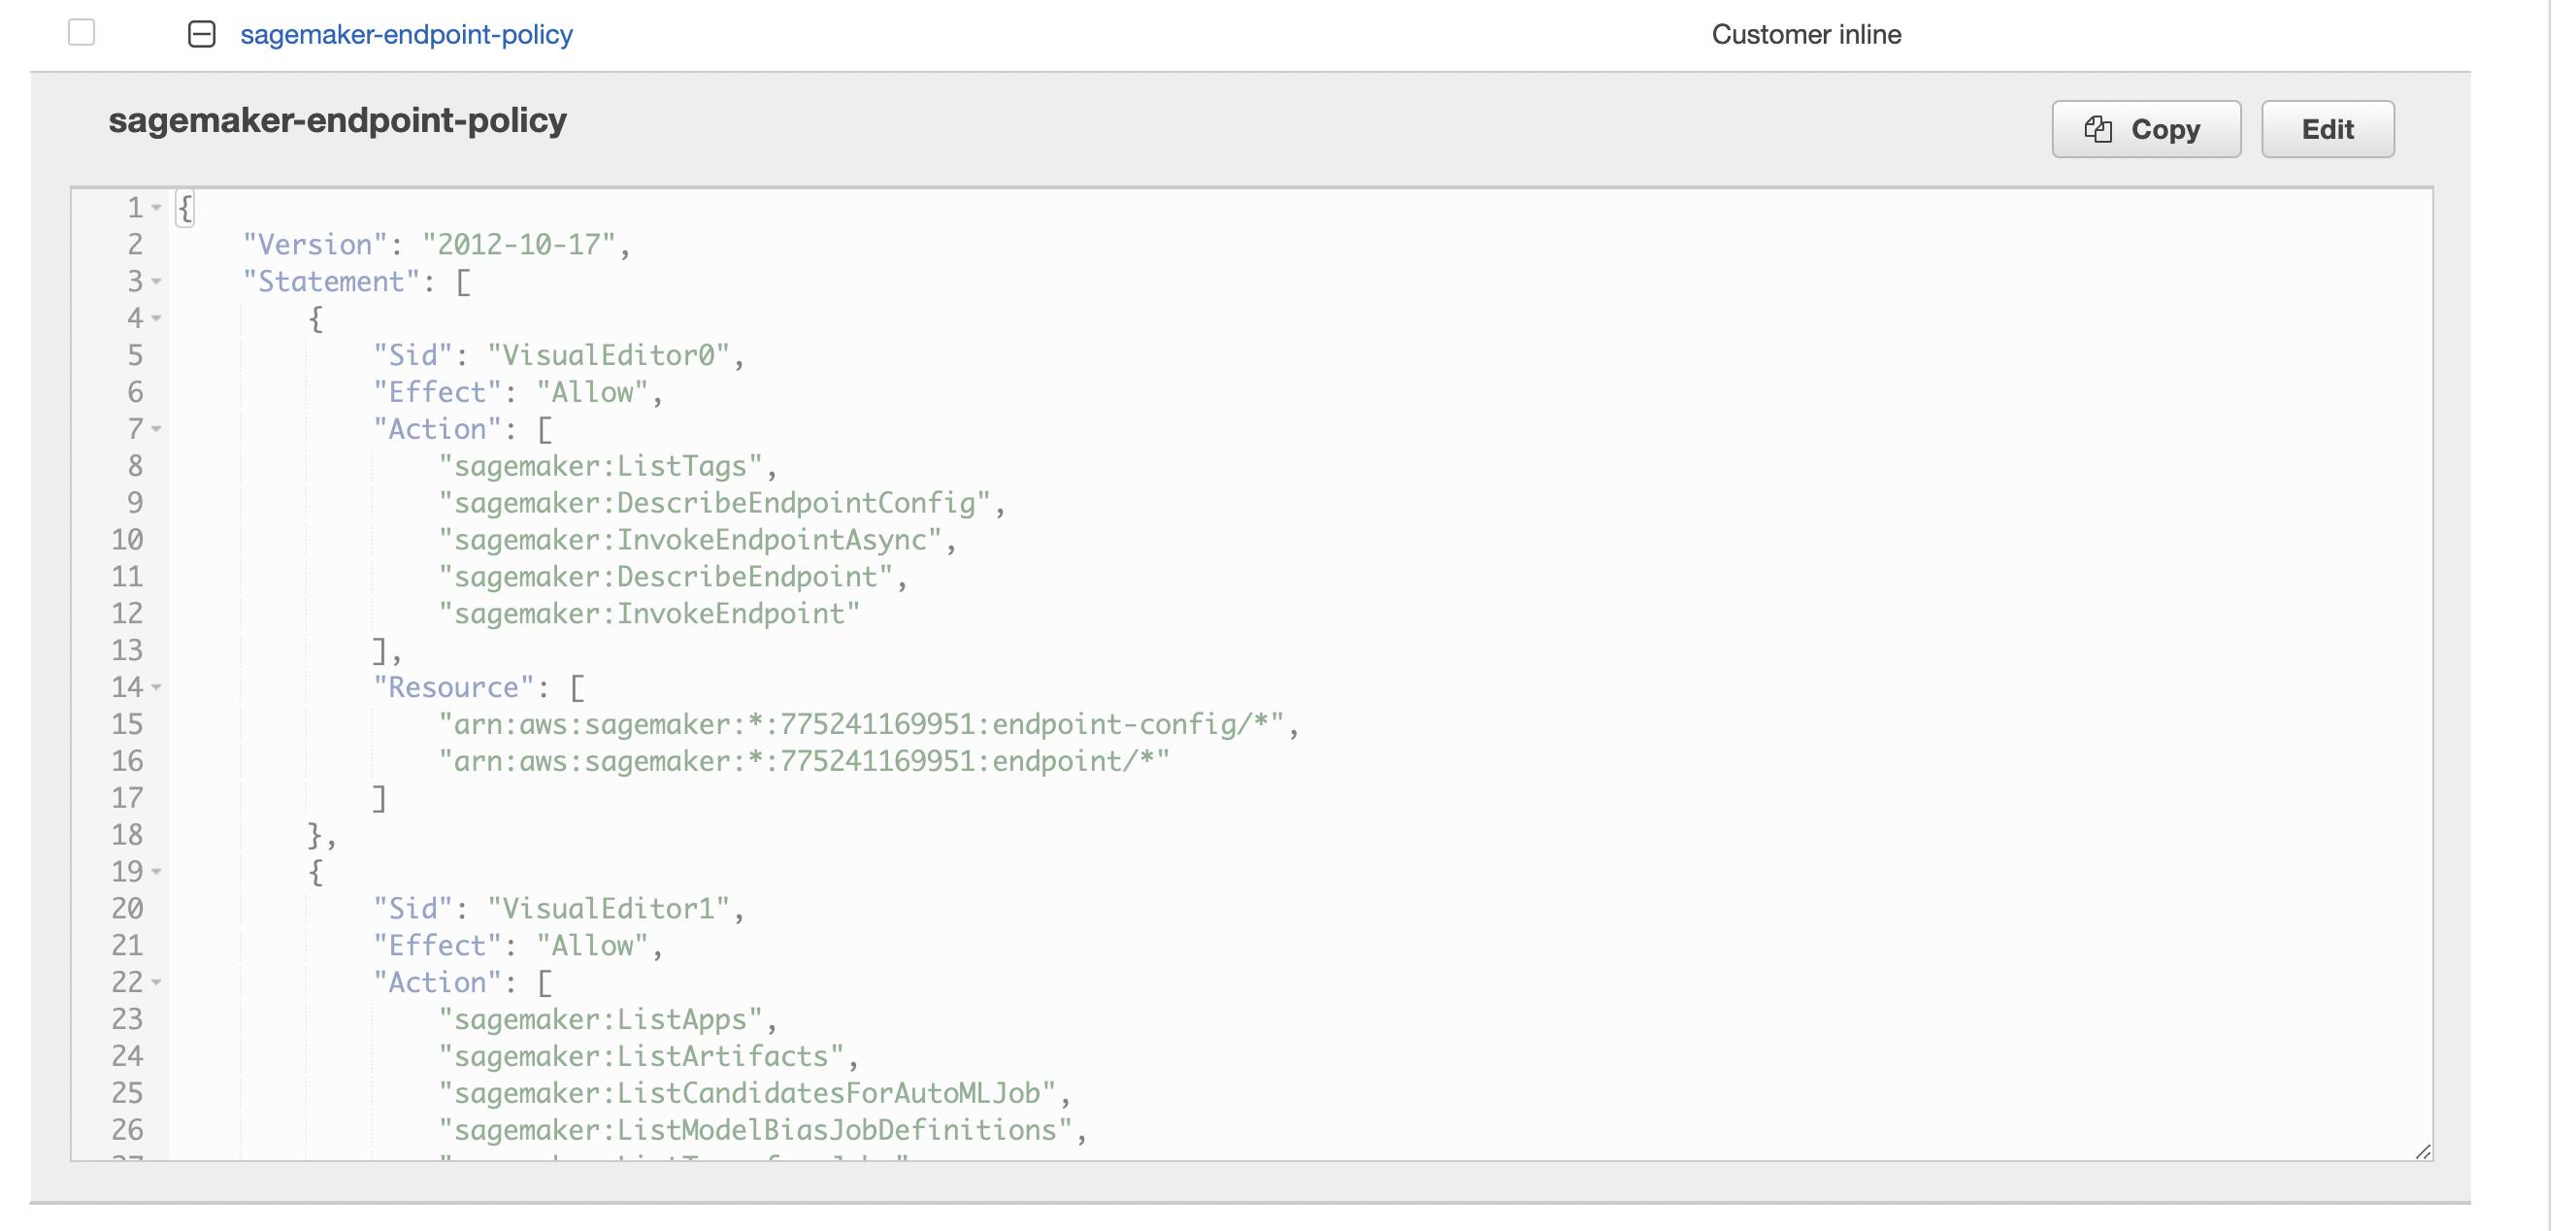 sagemaker-endpoint-policy Customer inline
sagemaker-endpoint-policy Copy Edit
1 {
2 "Version": "2012-10-17",
3 "Statement": [
4 {
5 "Sid": "VisualEditor0",
6 "Effect": "Allow",
7 "Action": [
8 "sagemaker:ListTags",
9 "sagemaker:DescribeEndpointConfig",
10 "sagemaker:InvokeEndpointAsync",
11 "sagemaker:DescribeEndpoint",
12 "sagemaker:InvokeEndpoint"
13 ],
14 "Resource": [
15 "arn:aws:sagemaker:*:775241169951:endpoint-config/*",
16 "arn:aws:sagemaker:*:775241169951:endpoint/*"
17 ]
18 },
19 {
20 "Sid": "VisualEditor1",
21 "Effect": "Allow",
22 "Action": [
23 "sagemaker:ListApps",
24 "sagemaker:ListArtifacts",
25 "sagemaker:ListCandidatesForAutoMLJob",
26 "sagemaker:ListModelBiasJobDefinitions",